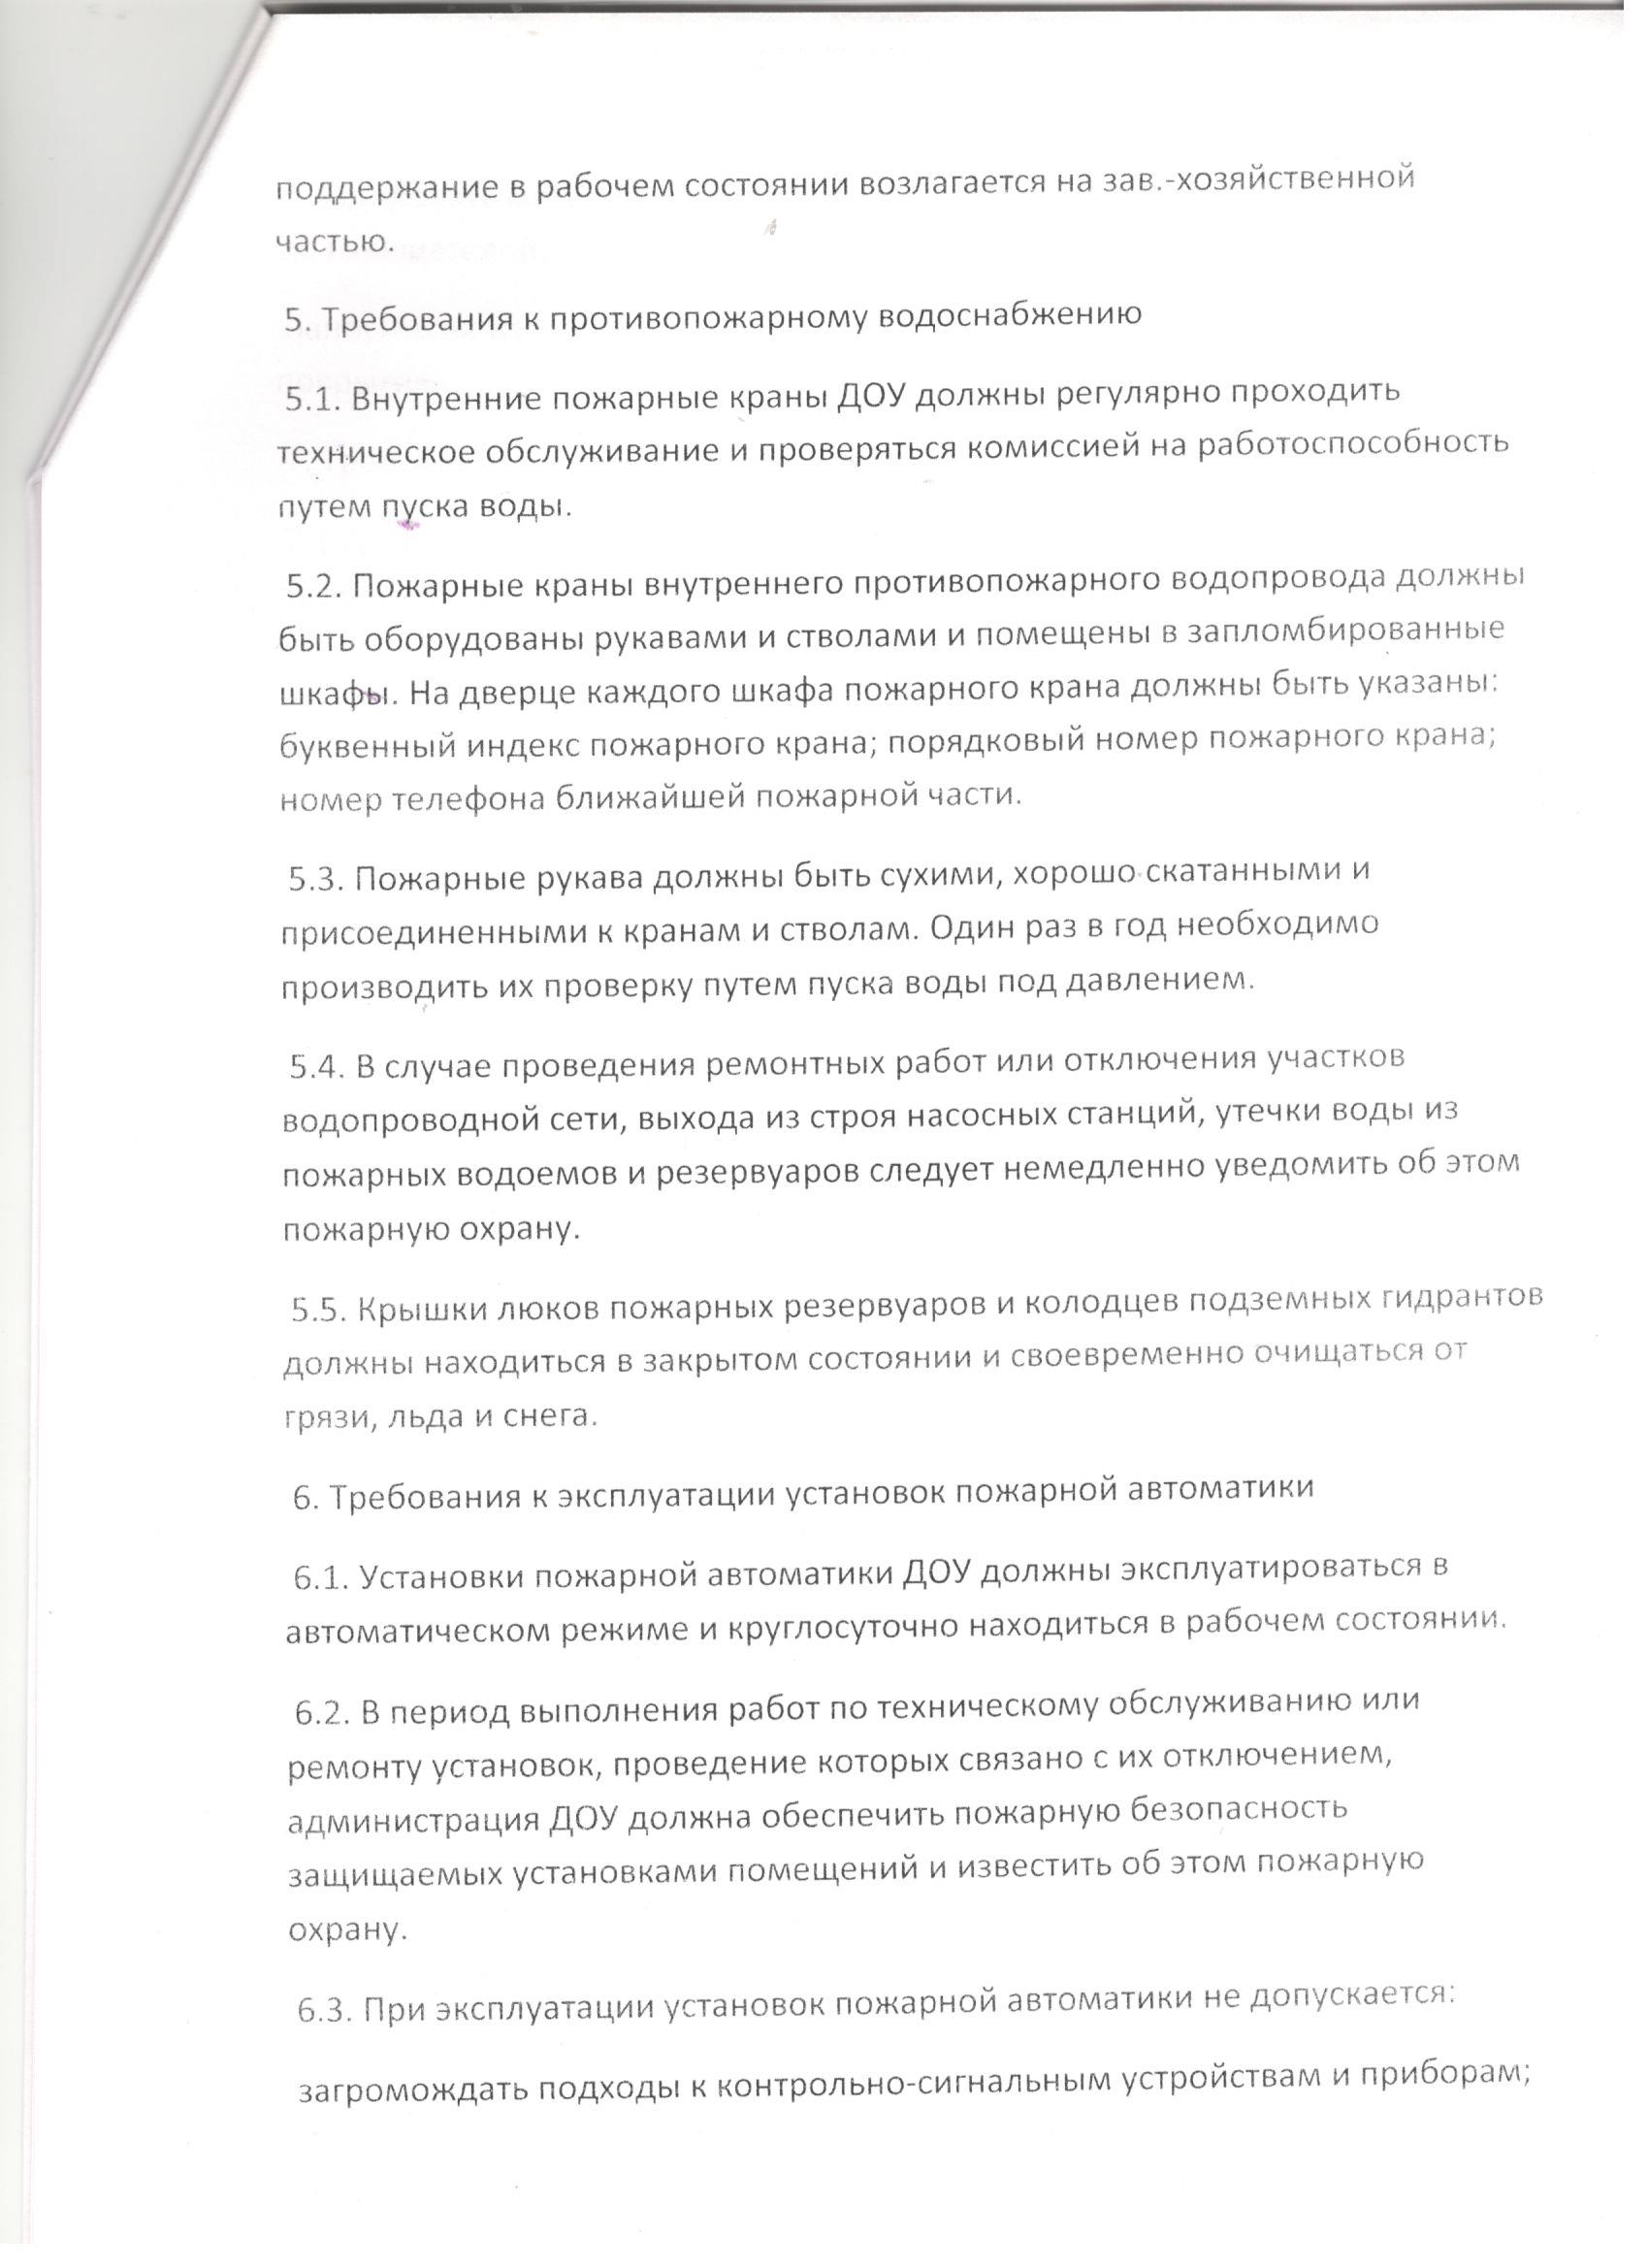 поддержание в рабочем состоянии возлагается на зав.-хозяйственной
частью.
5. Требования к противопожарному водоснабжению
5.1. Внутренние пожарные краны ДОУ должны регулярно проходить
техническое обслуживание и проверяться комиссией на работоспособность
путем пуска воды.
5.2. Пожарные краны внутреннего противопожарного водопровода должны
быть оборудованы рукавами и стволами и помещены в запломбированные
шкафы. На дверце каждого шкафа пожарного крана должны быть указаны:
буквенный индекс пожарного крана; порядковый номер пожарного крана;
номер телефона ближайшей пожарной части.
5.3. Пожарные рукава должны быть сухими, хорошо скатанными и
присоединенными к кранам и стволам. Один раз в год необходимо
производить их проверку путем пуска воды под давлением.
5.4. В случае проведения ремонтных работ или отключения участков
водопроводной сети, выхода из строя насосных станций, утечки воды из
пожарных водоемов и резервуаров следует немедленно уведомить об этом
пожарную охрану.
5.5. Крышки люков пожарных резервуаров и колодцев подземных гидрантов
должны находиться в закрытом состоянии и своевременно очищаться от
грязи, льда и снега.
6. Требования к эксплуатации установок пожарной автоматики
6.1. Установки пожарной автоматики ДОУ должны эксплуатироваться в
автоматическом режиме и круглосуточно находиться в рабочем состоянии.
6.2. В период выполнения работ по техническому обслуживанию или
ремонту установок, проведение которых связано с их отключением,
администрация ДОУ должна обеспечить пожарную безопасность
защищаемых установками помещений и известить об этом пожарную
охрану.
6.3. При эксплуатации установок пожарной автоматики не допускается:
загромождать подходы к контрольно-сигнальным устройствам и приборам;